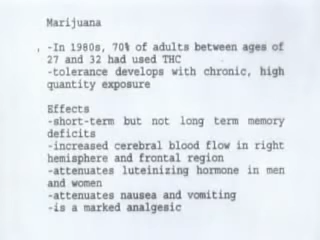 Marijuana
-In 1980s, 70% of adults between ages of
27 and 32 had used THC
-tolerance develops with chronic, high
quantity exposure
Effects
-short-term but not long term memory
deficits
-increased cerebral blood flow in right
hemisphere and frontal region
-attenuates luteinizing hormone in men
and women
-attenuates nausea and vomiting
-is a marked analgesic